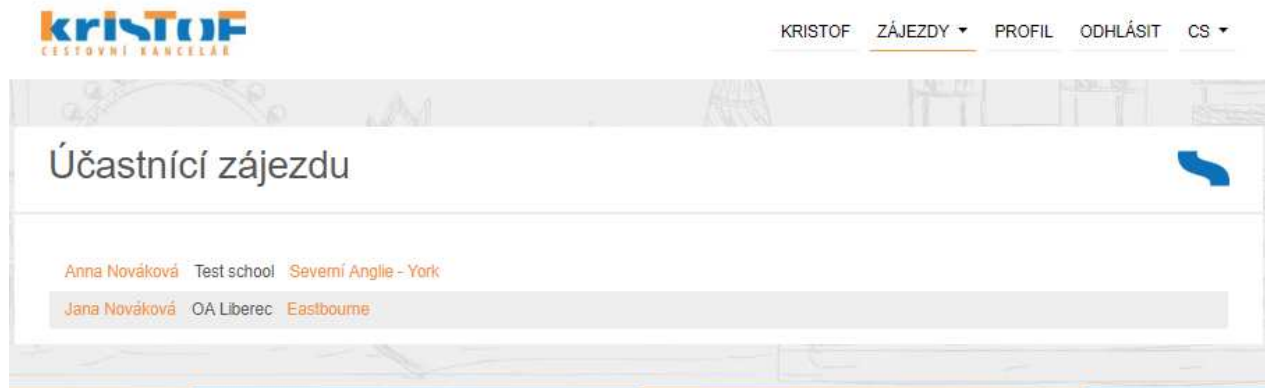 krisTOF
CESTOVNÍ KANCELÁŘ
KRISTOF ZÁJEZDY PROFIL ODHLÁSIT CS
Účastnící zájezdu
Anna Nováková Test school Severní Anglie - York
Jana Nováková OA Liberec Eastbourne